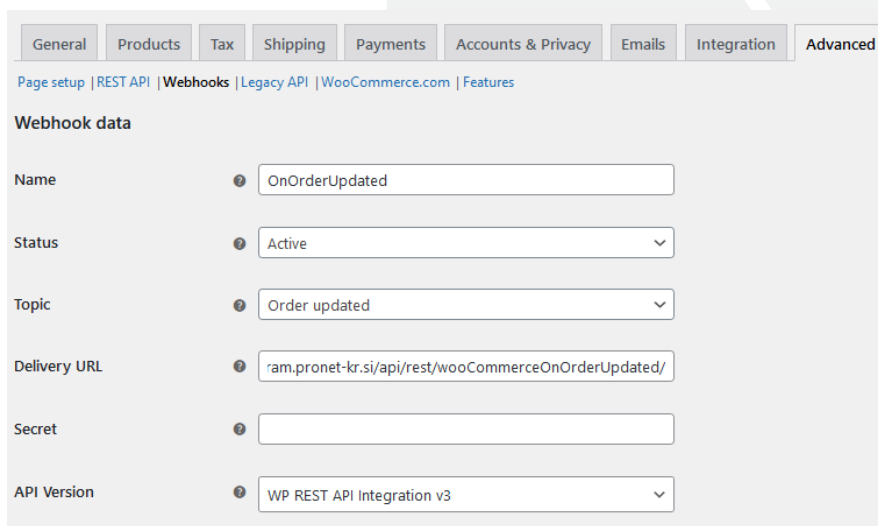 General Products Tax Shipping Payments Accounts & Privacy Emails Integration Advanced
Page setup | REST API | Webhooks | Legacy API | WooCommerce.com | Features
Webhook data
Name OnOrderUpdated
Status Active
Topic Order updated
Delivery URL ram.pronet-kr.si/api/rest/wooCommerceOnOrderUpdated/
Secret
API Version WP REST API Integration v3